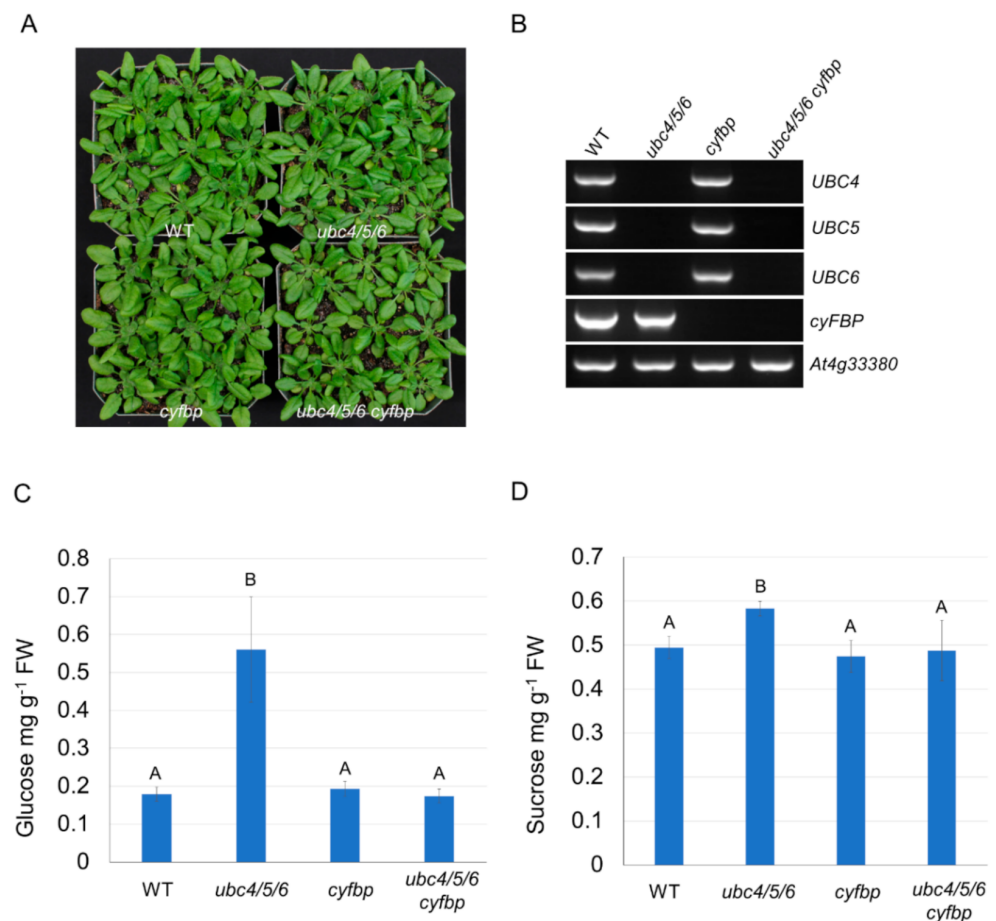 A
WT
ubc4/5/6
cyfbp
ubc4/5/6 cyfbp
B
WT
ubc4/5/6
cyfbp
ubc4/5/6 cyfbp
UBC4
UBC5
UBC6
cyFBP
At4g33380
C
Glucose mg g⁻¹ FW
0.8
0.7
0.6
0.5
0.4
0.3
0.2
0.1
0
A
B
A
A
WT
ubc4/5/6
cyfbp
ubc4/5/6
cyfbp
D
Sucrose mg g⁻¹ FW
0.7
0.6
0.5
0.4
0.3
0.2
0.1
0
A
B
A
A
WT
ubc4/5/6
cyfbp
ubc4/5/6
cyfbp